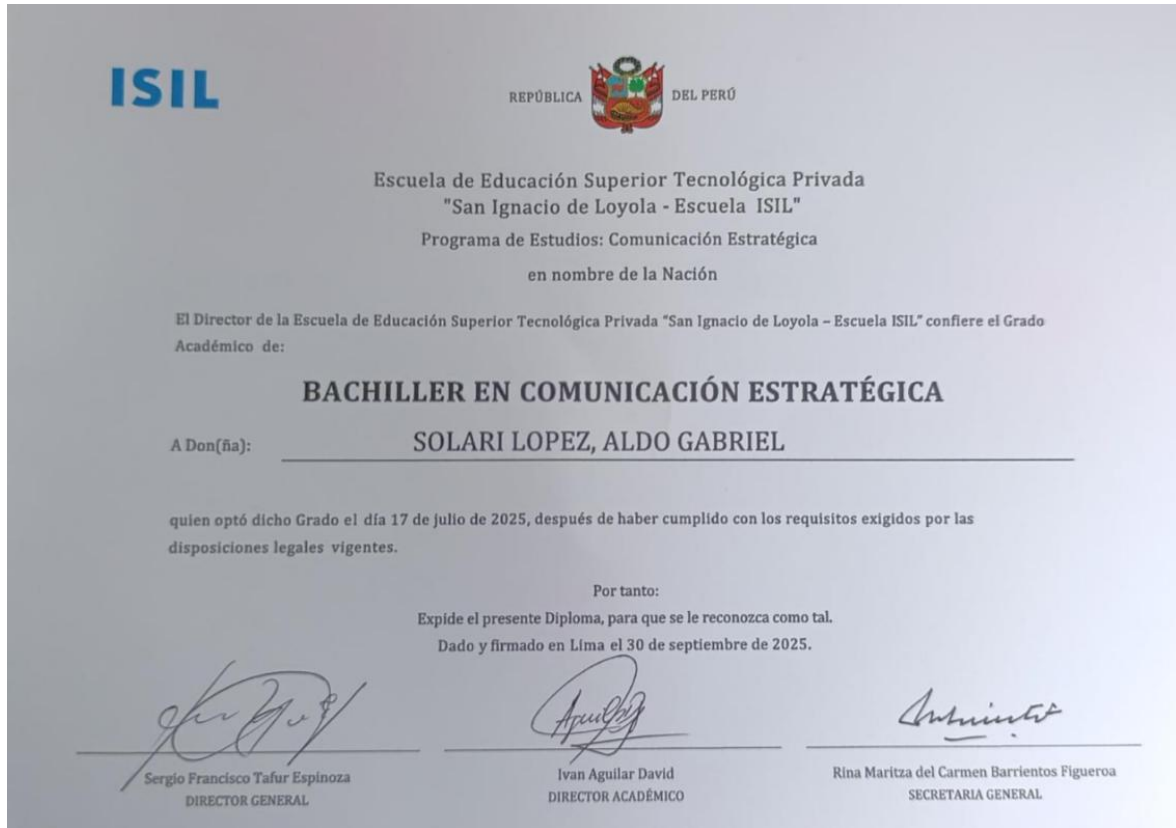 ISIL
REPÚBLICA DEL PERÚ
Escuela de Educación Superior Tecnológica Privada
"San Ignacio de Loyola - Escuela ISIL"
Programa de Estudios: Comunicación Estratégica
en nombre de la Nación
El Director de la Escuela de Educación Superior Tecnológica Privada "San Ignacio de Loyola – Escuela ISIL" confiere el Grado
Académico de:
BACHILLER EN COMUNICACIÓN ESTRATÉGICA
A Don(ña): SOLARI LOPEZ, ALDO GABRIEL
quien optó dicho Grado el día 17 de julio de 2025, después de haber cumplido con los requisitos exigidos por las
disposiciones legales vigentes.
Por tanto:
Expide el presente Diploma, para que se le reconozca como tal.
Dado y firmado en Lima el 30 de septiembre de 2025.
Sergio Francisco Tafur Espinoza
DIRECTOR GENERAL
Ivan Aguilar David
DIRECTOR ACADÉMICO
Rina Maritza del Carmen Barrientos Figueroa
SECRETARIA GENERAL